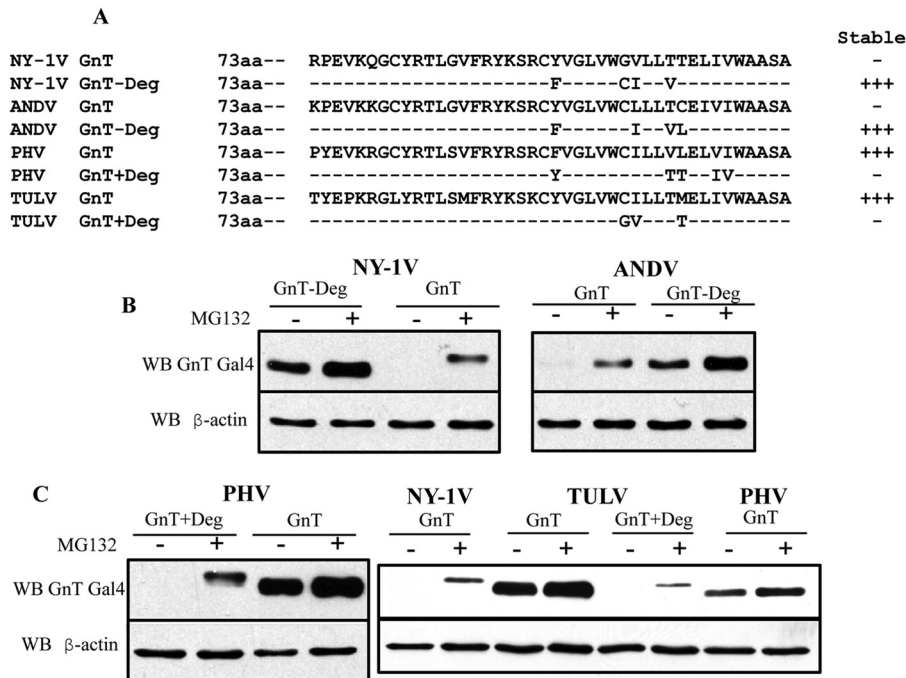 A
Stable
NY-1V GnT 73aa-- RPEVKQGCYRTLGVFRYKSRCYVGLVWGVLLTTELIVWAASA -
NY-1V GnT-Deg 73aa-- ----------------------F-----CI--V---------- +++
ANDV GnT 73aa-- KPEVKKGCYRTLGVFRYKSRCYVGLVWCLLLTCEIVIWAASA -
ANDV GnT-Deg 73aa-- ----------------------F------I--VL--------- +++
PHV GnT 73aa-- PYEVKRGCYRTLSVFRYRSRCFVGLVWCILLVLELVIWAASA +++
PHV GnT+Deg 73aa-- ----------------------Y---------TT--IV------ -
TULV GnT 73aa-- TYEPKRGLYRTLSMFRYKSKCYVGLVWCILLTMELIVWAASA +++
TULV GnT+Deg 73aa-- ----------------------------GV---T--------- -
B
NY-1V ANDV
GnT-Deg GnT GnT GnT-Deg
MG132 - + - + - + - +
WB GnT Gal4
WB β-actin
C
PHV NY-1V TULV PHV
GnT+Deg GnT GnT GnT GnT+Deg GnT
MG132 - + - + - + - + - + - +
WB GnT Gal4
WB β-actin